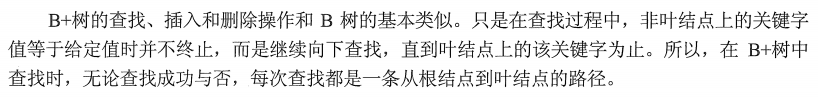 B+树的查找、插入和删除操作和 B 树的基本类似。只是在查找过程中，非叶结点上的关键字
值等于给定值时并不终止，而是继续向下查找，直到叶结点上的该关键字为止。所以，在 B+树中
查找时，无论查找成功与否，每次查找都是一条从根结点到叶结点的路径。